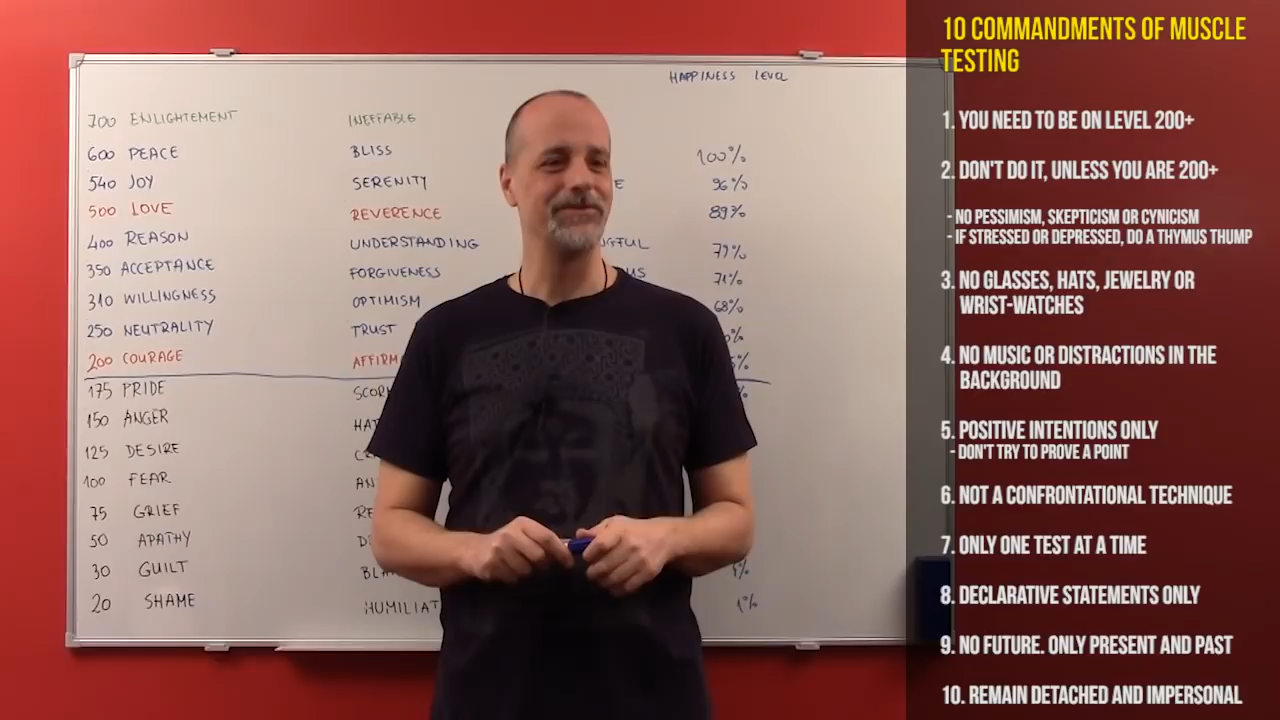 HAPPINESS LEVEL
700 ENLIGHTEMENT INEFFABLE
600 PEACE BLISS 100%
540 JOY SERENITY 96%
500 LOVE REVERENCE 89%
400 REASON UNDERSTANDING 79%
350 ACCEPTANCE FORGIVENESS 71%
310 WILLINGNESS OPTIMISM 68%
250 NEUTRALITY TRUST
200 COURAGE
175 PRIDE
150 ANGER
125 DESIRE
100 FEAR
75 GRIEF
50 APATHY
30 GUILT
20 SHAME HUMILIAT 1%
10 COMMANDMENTS OF MUSCLE
TESTING
1. YOU NEED TO BE ON LEVEL 200+
2. DON'T DO IT, UNLESS YOU ARE 200+
- NO PESSIMISM, SKEPTICISM OR CYNICISM
- IF STRESSED OR DEPRESSED, DO A THYMUS THUMP
3. NO GLASSES, HATS, JEWELRY OR
WRIST-WATCHES
4. NO MUSIC OR DISTRACTIONS IN THE
BACKGROUND
5. POSITIVE INTENTIONS ONLY
- DON'T TRY TO PROVE A POINT
6. NOT A CONFRONTATIONAL TECHNIQUE
7. ONLY ONE TEST AT A TIME
8. DECLARATIVE STATEMENTS ONLY
9. NO FUTURE. ONLY PRESENT AND PAST
10. REMAIN DETACHED AND IMPERSONAL